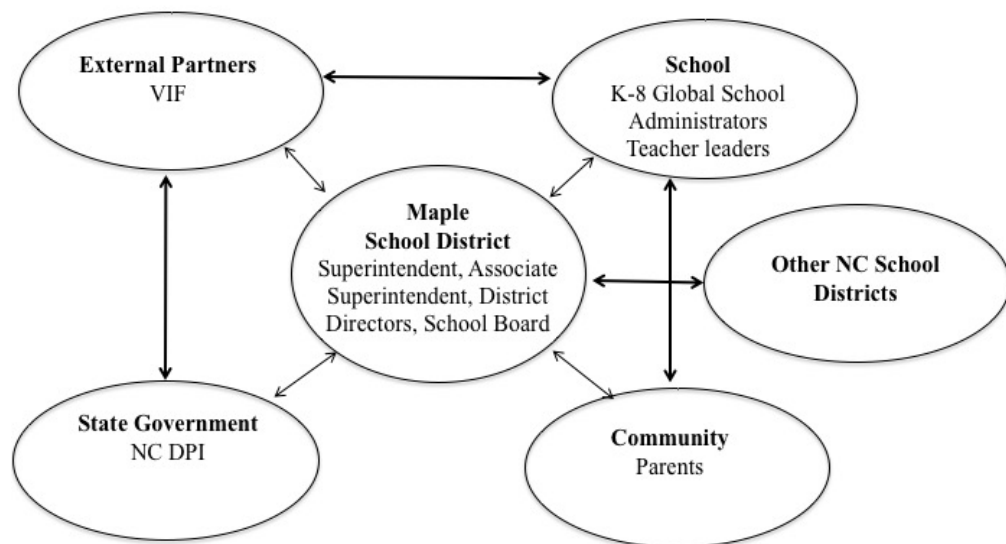 External Partners
VIF
School
K-8 Global School
Administrators
Teacher leaders
Maple
School District
Superintendent, Associate
Superintendent, District
Directors, School Board
Other NC School
Districts
State Government
NC DPI
Community
Parents